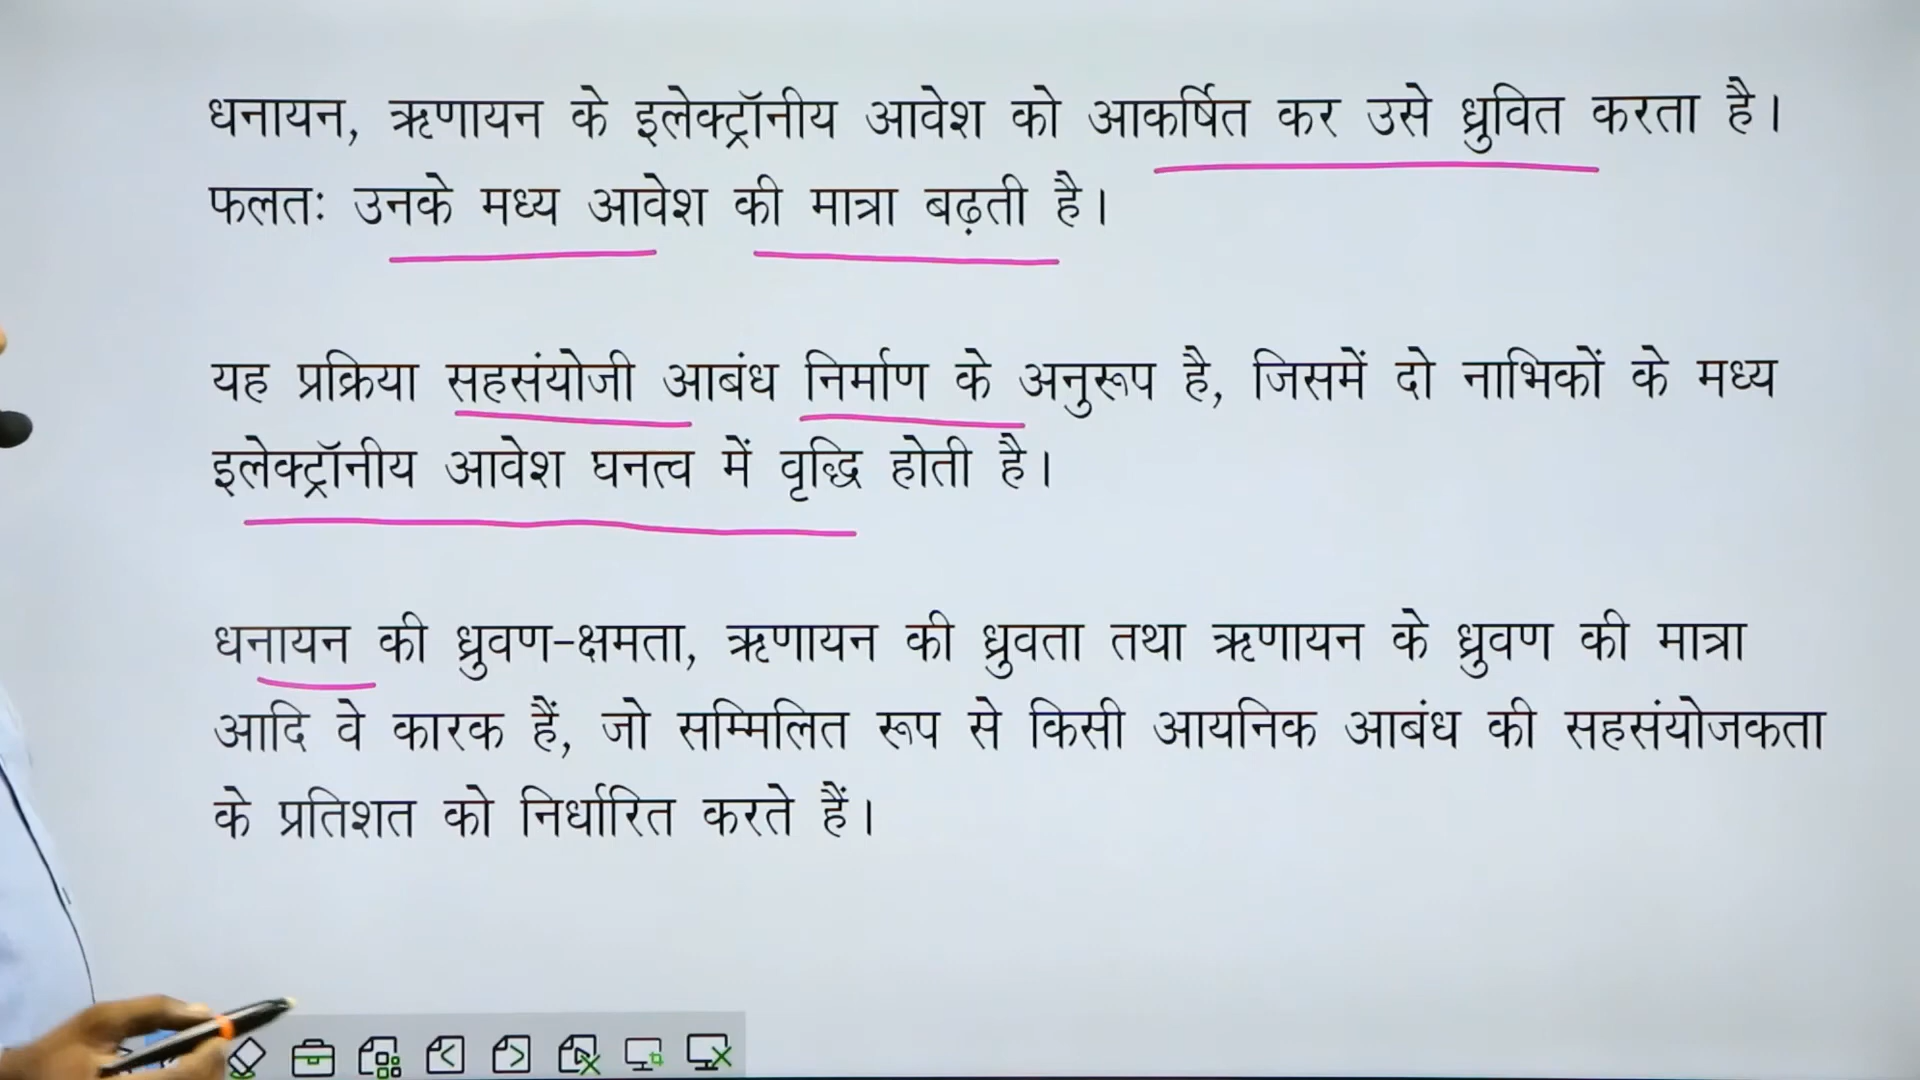 धनायन, ऋणायन के इलेक्ट्रॉनीय आवेश को आकर्षित कर उसे ध्रुवित करता है।
फलतः उनके मध्य आवेश की मात्रा बढ़ती है।
यह प्रक्रिया सहसंयोजी आबंध निर्माण के अनुरूप है, जिसमें दो नाभिकों के मध्य
इलेक्ट्रॉनीय आवेश घनत्व में वृद्धि होती है।
धनायन की ध्रुवण-क्षमता, ऋणायन की ध्रुवता तथा ऋणायन के ध्रुवण की मात्रा
आदि वे कारक हैं, जो सम्मिलित रूप से किसी आयनिक आबंध की सहसंयोजकता
के प्रतिशत को निर्धारित करते हैं।